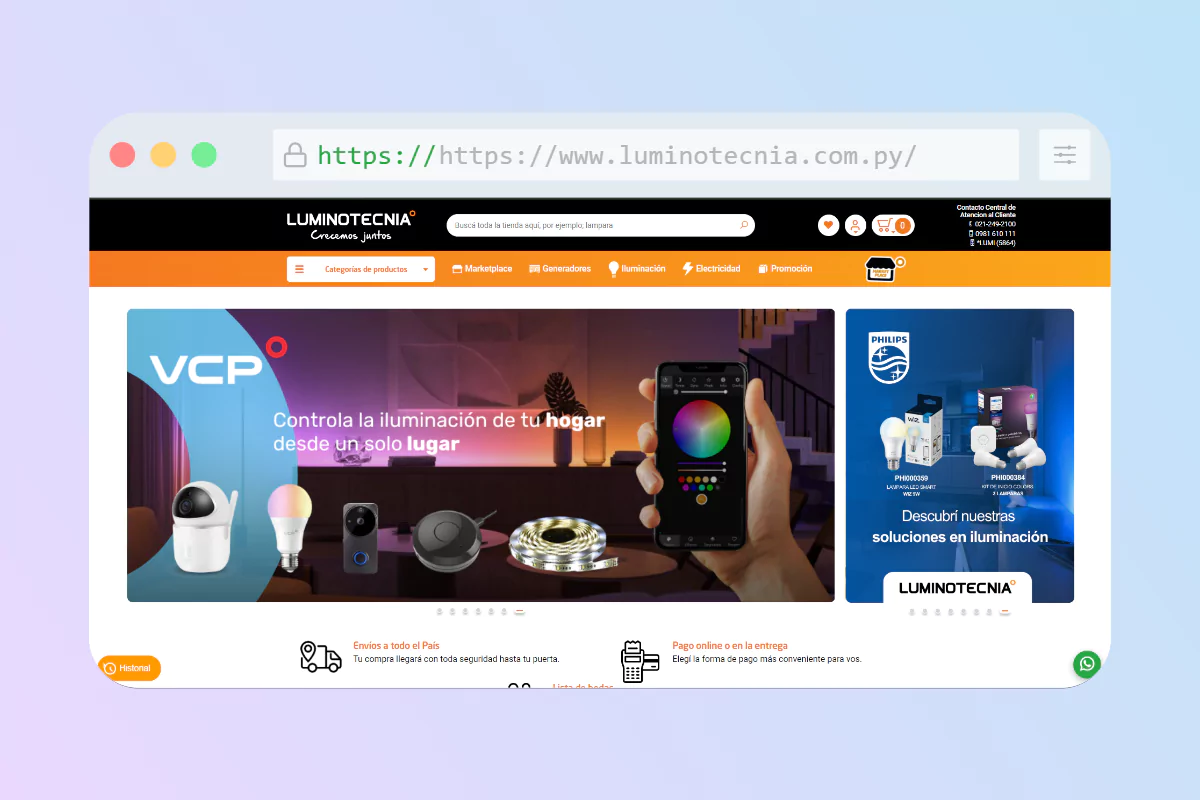 https://https://www.luminotecnia.com.py/
LUMINOTECNIA
Crecemos juntos
Buscá toda la tienda aquí, por ejemplo, lampara
0
Contacto Central de
Atencion al Cliente
021-249-2100
0981 610 111
*LUMI (5864)
Categorías de productos
Marketplace
Generadores
Iluminación
Electricidad
Promoción
VCP
Controla la iluminación de tu hogar
desde un solo lugar
PHILIPS
WiZ
PHI000359
LAMPARA LED SMART
WIZ 9W
PHI000384
KIT DE INICIO COLORS
3 LAMPARAS
Descubrí nuestras
soluciones en iluminación
LUMINOTECNIA
Envíos a todo el País
Tu compra llegará con toda seguridad hasta tu puerta.
Pago online o en la entrega
Elegí la forma de pago más conveniente para vos.
Lista de bodas
Historial